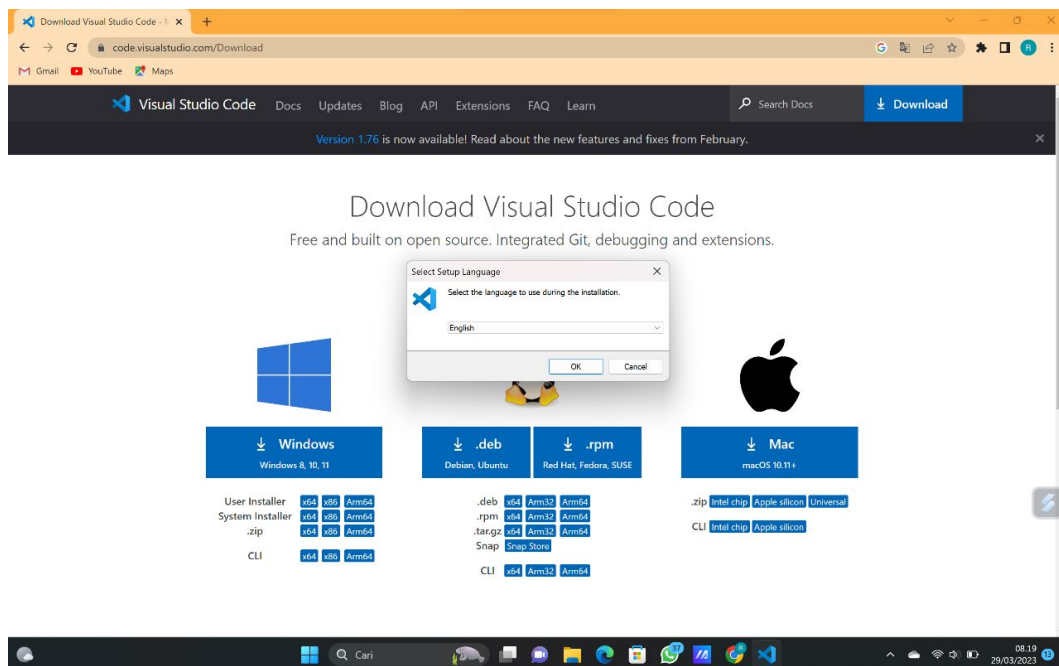 Download Visual Studio Code -
code.visualstudio.com/Download
Gmail YouTube Maps
Visual Studio Code Docs Updates Blog API Extensions FAQ Learn Search Docs Download
Version 1.76 is now available! Read about the new features and fixes from February.
Download Visual Studio Code
Free and built on open source. Integrated Git, debugging and extensions.
Select Setup Language
Select the language to use during the installation.
English
OK Cancel
Windows
Windows 8, 10, 11
User Installer x64 x86 Arm64
System Installer x64 x86 Arm64
.zip x64 x86 Arm64
CLI x64 x86 Arm64
.deb
Debian, Ubuntu
.rpm
Red Hat, Fedora, SUSE
.deb x64 Arm32 Arm64
.rpm x64 Arm32 Arm64
.tar.gz x64 Arm32 Arm64
Snap Snap Store
CLI x64 Arm32 Arm64
Mac
macOS 10.11+
.zip Intel chip Apple silicon Universal
CLI Intel chip Apple silicon
Cari
37
08.19
29/03/2023